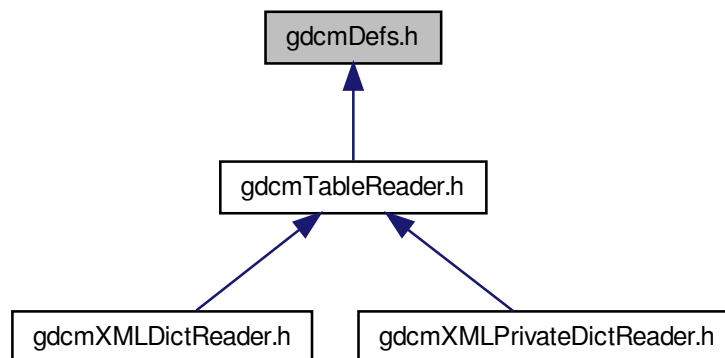 gdcmDefs.h
gdcmTableReader.h
gdcmXMLDictReader.h
gdcmXMLPrivateDictReader.h